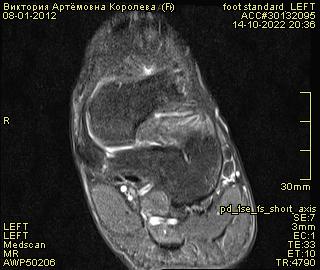 Виктория Артёмовна Королева (Fi)
08-01-2012
foot standard LEFT
ACC#30132095
14-10-2022 20:36
R
30mm
LEFT
LEFT
Medscan
MR
AWP50206
pd_fse_fs_short_axis
SE:7
3mm
EC:1
TE:33
ET:10
TR:4790